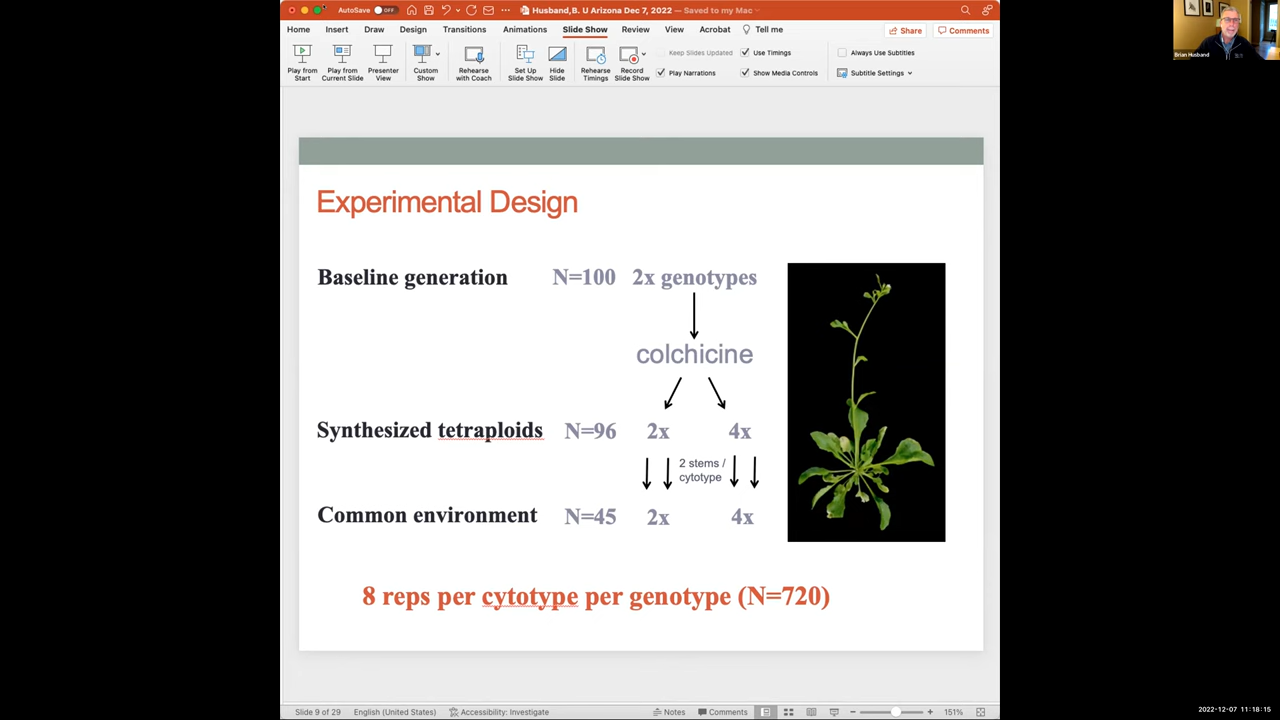 AutoSave OFF
Husband,B. U Arizona Dec 7, 2022 — Saved to my Mac
Home Insert Draw Design Transitions Animations Slide Show Review View Acrobat Tell me
Share Comments
Play from Start
Play from Current Slide
Presenter View
Custom Show
Rehearse with Coach
Set Up Slide Show
Hide Slide
Rehearse Timings
Record Slide Show
Keep Slides Updated
Use Timings
Play Narrations
Show Media Controls
Always Use Subtitles
Subtitle Settings
Brian Husband
Experimental Design
Baseline generation N=100 2x genotypes
colchicine
Synthesized tetraploids N=96 2x 4x
2 stems /
cytotype
Common environment N=45 2x 4x
8 reps per cytotype per genotype (N=720)
Slide 9 of 29 English (United States) Accessibility: Investigate Notes Comments 151%
2022-12-07 11:18:15